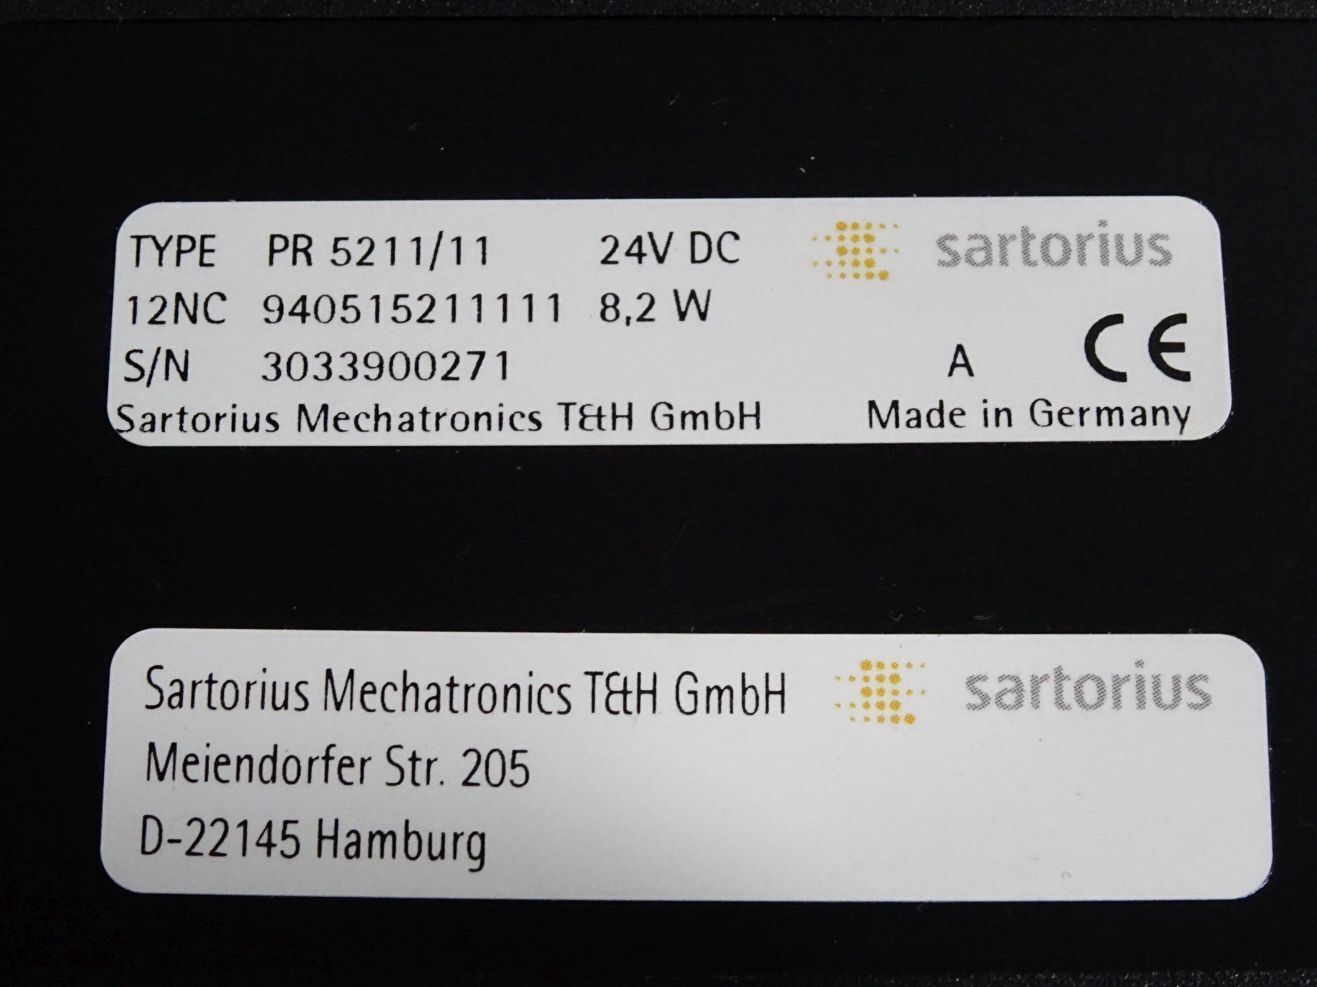 TYPE PR 5211/11 24V DC sartorius
12NC 940515211111 8,2 W
S/N 3033900271 A CE
Sartorius Mechatronics T&H GmbH Made in Germany
Sartorius Mechatronics T&H GmbH sartorius
Meiendorfer Str. 205
D-22145 Hamburg